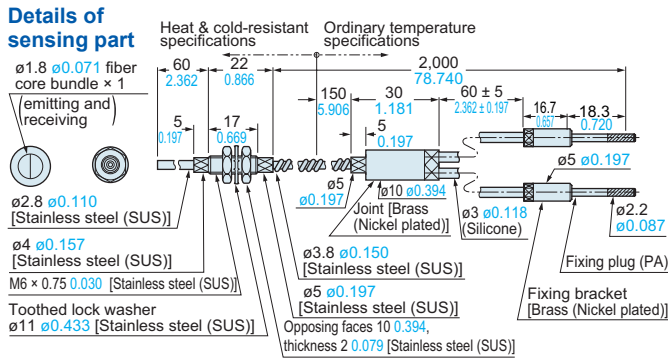 Details of
sensing part
Heat & cold-resistant
specifications
Ordinary temperature
specifications
ø1.8 ø0.071 fiber
core bundle × 1
(emitting and
receiving)
60
2.362
22
0.866
2,000
78.740
150
5.906
30
1.181
60 ± 5
2.362 ± 0.197
16.7
0.657
18.3
0.720
5
0.197
17
0.669
5
0.197
ø5 ø0.197
ø5
ø0.197
ø10 ø0.394
Joint [Brass
(Nickel plated)]
ø3 ø0.118
(Silicone)
ø2.2
ø0.087
ø2.8 ø0.110
[Stainless steel (SUS)]
ø4 ø0.157
[Stainless steel (SUS)]
M6 × 0.75 0.030 [Stainless steel (SUS)]
Toothed lock washer
ø11 ø0.433 [Stainless steel (SUS)]
ø3.8 ø0.150
[Stainless steel (SUS)]
ø5 ø0.197
[Stainless steel (SUS)]
Opposing faces 10 0.394,
thickness 2 0.079 [Stainless steel (SUS)]
Fixing plug (PA)
Fixing bracket
[Brass (Nickel plated)]